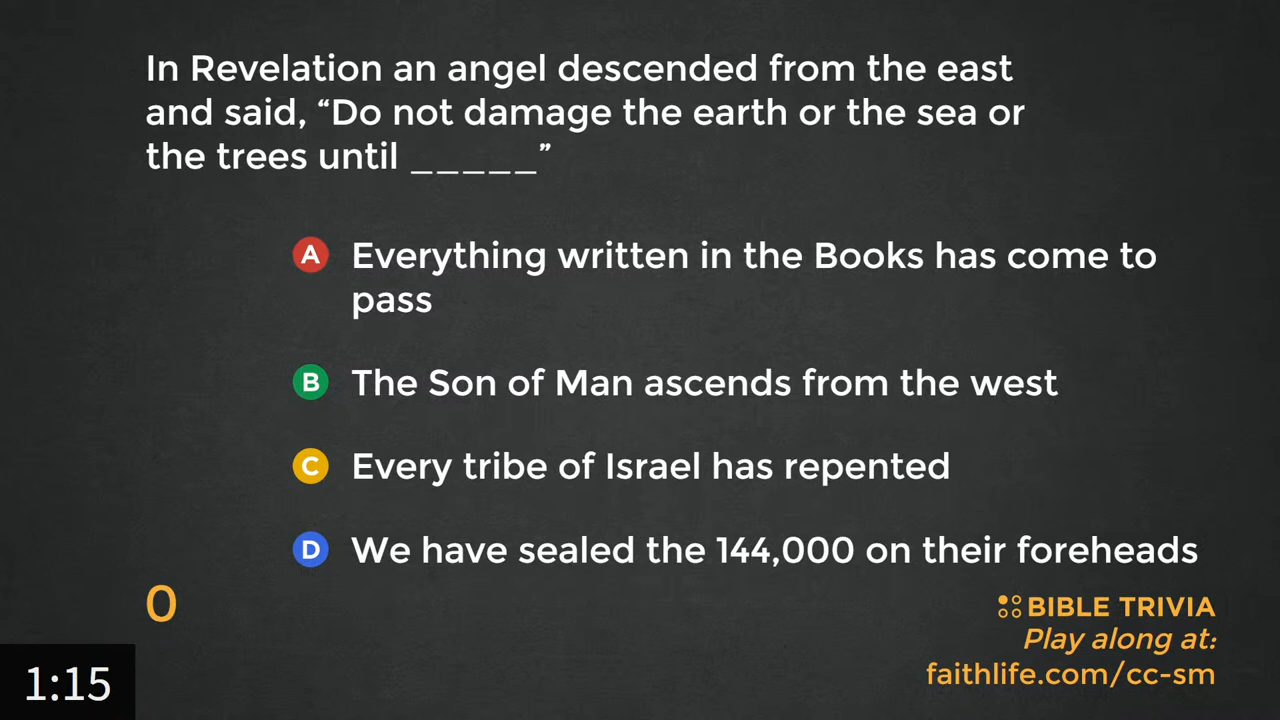 In Revelation an angel descended from the east
and said, “Do not damage the earth or the sea or
the trees until _____”
A Everything written in the Books has come to
pass
B The Son of Man ascends from the west
C Every tribe of Israel has repented
D We have sealed the 144,000 on their foreheads
0
BIBLE TRIVIA
Play along at:
faithlife.com/cc-sm
1:15